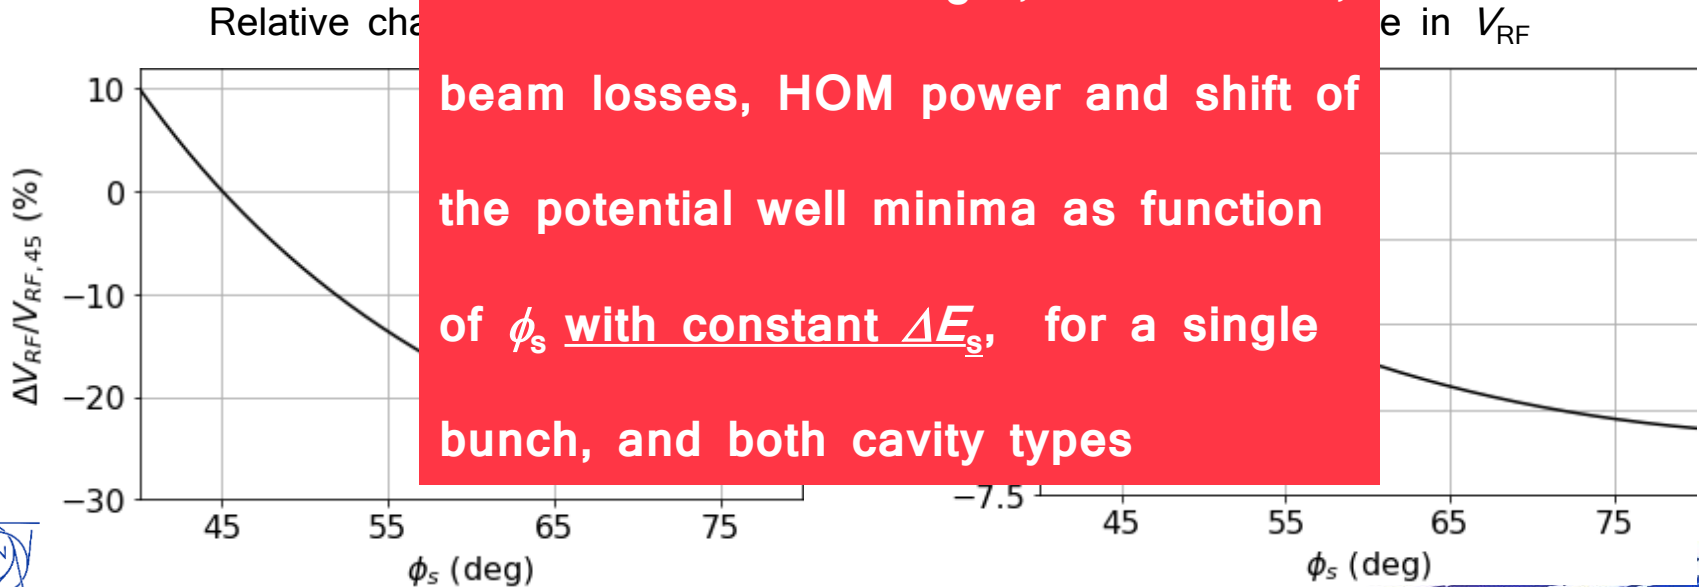 Relative cha
e in V_RF
beam losses, HOM power and shift of
the potential well minima as function
of ϕ_s with constant ΔE_s, for a single
bunch, and both cavity types
10
0
−10
−20
−30
ΔV_RF/V_RF,45 (%)
45 55 65 75
ϕ_s (deg)
−7.5
45 55 65 75
ϕ_s (deg)